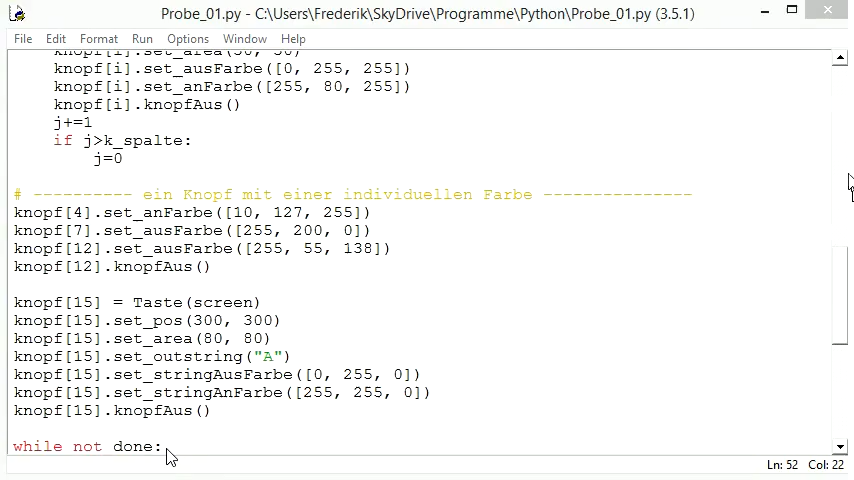 Probe_01.py - C:\Users\Frederik\SkyDrive\Programme\Python\Probe_01.py (3.5.1)
File Edit Format Run Options Window Help
knopf[i].set_area(50, 50)
knopf[i].set_ausFarbe([0, 255, 255])
knopf[i].set_anFarbe([255, 80, 255])
knopf[i].knopfAus()
j+=1
if j>k_spalte:
j=0
# ---------- ein Knopf mit einer individuellen Farbe ---------------
knopf[4].set_anFarbe([10, 127, 255])
knopf[7].set_ausFarbe([255, 200, 0])
knopf[12].set_ausFarbe([255, 55, 138])
knopf[12].knopfAus()
knopf[15] = Taste(screen)
knopf[15].set_pos(300, 300)
knopf[15].set_area(80, 80)
knopf[15].set_outstring("A")
knopf[15].set_stringAusFarbe([0, 255, 0])
knopf[15].set_stringAnFarbe([255, 255, 0])
knopf[15].knopfAus()
while not done:
Ln: 52 Col: 22